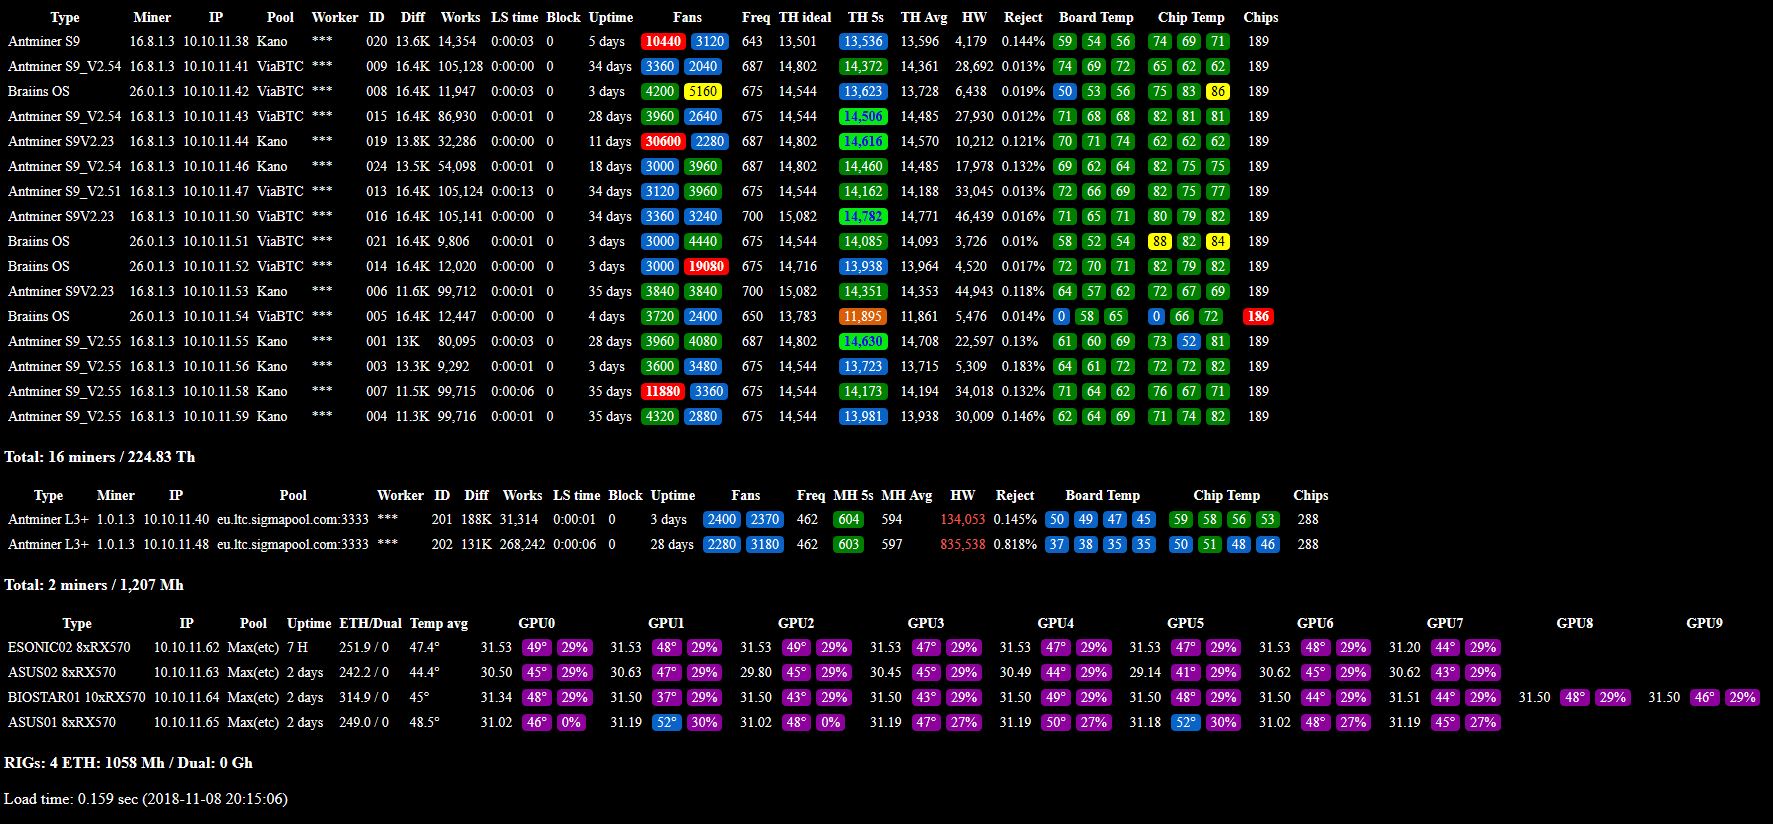 Type Miner IP Pool Worker ID Diff Works LS time Block Uptime Fans Freq TH ideal TH 5s TH Avg HW Reject Board Temp Chip Temp Chips
Antminer S9 16.8.1.3 10.10.11.38 Kano *** 020 13.6K 14,354 0:00:03 0 5 days 10440 3120 643 13,501 13,536 13,596 4,179 0.144% 59 54 56 74 69 71 189
Antminer S9_V2.54 16.8.1.3 10.10.11.41 ViaBTC *** 009 16.4K 105,128 0:00:00 0 34 days 3360 2040 687 14,802 14,372 14,361 28,692 0.013% 74 69 72 65 62 62 189
Braiins OS 26.0.1.3 10.10.11.42 ViaBTC *** 008 16.4K 11,947 0:00:03 0 3 days 4200 5160 675 14,544 13,623 13,728 6,438 0.019% 50 53 56 75 83 86 189
Antminer S9_V2.54 16.8.1.3 10.10.11.43 ViaBTC *** 015 16.4K 86,930 0:00:01 0 28 days 3960 2640 675 14,544 14,506 14,485 27,930 0.012% 71 68 68 82 81 81 189
Antminer S9V2.23 16.8.1.3 10.10.11.44 Kano *** 019 13.8K 32,286 0:00:00 0 11 days 30600 2280 687 14,802 14,616 14,570 10,212 0.121% 70 71 74 62 62 62 189
Antminer S9_V2.54 16.8.1.3 10.10.11.46 Kano *** 024 13.5K 54,098 0:00:01 0 18 days 3000 3960 687 14,802 14,460 14,485 17,978 0.132% 69 62 64 82 75 75 189
Antminer S9_V2.51 16.8.1.3 10.10.11.47 ViaBTC *** 013 16.4K 105,124 0:00:13 0 34 days 3120 3960 675 14,544 14,162 14,188 33,045 0.013% 72 66 69 82 75 77 189
Antminer S9V2.23 16.8.1.3 10.10.11.50 ViaBTC *** 016 16.4K 105,141 0:00:00 0 34 days 3360 3240 700 15,082 14,782 14,771 46,439 0.016% 71 65 71 80 79 82 189
Braiins OS 26.0.1.3 10.10.11.51 ViaBTC *** 021 16.4K 9,806 0:00:01 0 3 days 3000 4440 675 14,544 14,085 14,093 3,726 0.01% 58 52 54 88 82 84 189
Braiins OS 26.0.1.3 10.10.11.52 ViaBTC *** 014 16.4K 12,020 0:00:00 0 3 days 3000 19080 675 14,716 13,938 13,964 4,520 0.017% 72 70 71 82 79 82 189
Antminer S9V2.23 16.8.1.3 10.10.11.53 Kano *** 006 11.6K 99,712 0:00:01 0 35 days 3840 3840 700 15,082 14,351 14,353 44,943 0.118% 64 57 62 72 67 69 189
Braiins OS 26.0.1.3 10.10.11.54 ViaBTC *** 005 16.4K 12,447 0:00:00 0 4 days 3720 2400 650 13,783 11,895 11,861 5,476 0.014% 0 58 65 0 66 72 186
Antminer S9_V2.55 16.8.1.3 10.10.11.55 Kano *** 001 13K 80,095 0:00:03 0 28 days 3960 4080 687 14,802 14,630 14,708 22,597 0.13% 61 60 69 73 52 81 189
Antminer S9_V2.55 16.8.1.3 10.10.11.56 Kano *** 003 13.3K 9,292 0:00:01 0 3 days 3600 3480 675 14,544 13,723 13,715 5,309 0.183% 64 61 72 72 72 82 189
Antminer S9_V2.55 16.8.1.3 10.10.11.58 Kano *** 007 11.5K 99,715 0:00:06 0 35 days 11880 3360 675 14,544 14,173 14,194 34,018 0.132% 71 64 62 76 67 71 189
Antminer S9_V2.55 16.8.1.3 10.10.11.59 Kano *** 004 11.3K 99,716 0:00:01 0 35 days 4320 2880 675 14,544 13,981 13,938 30,009 0.146% 62 64 69 71 74 82 189
Total: 16 miners / 224.83 Th
Type Miner IP Pool Worker ID Diff Works LS time Block Uptime Fans Freq MH 5s MH Avg HW Reject Board Temp Chip Temp Chips
Antminer L3+ 1.0.1.3 10.10.11.40 eu.ltc.sigmapool.com:3333 *** 201 188K 31,314 0:00:01 0 3 days 2400 2370 462 604 594 134,053 0.145% 50 49 47 45 59 58 56 53 288
Antminer L3+ 1.0.1.3 10.10.11.48 eu.ltc.sigmapool.com:3333 *** 202 131K 268,242 0:00:06 0 28 days 2280 3180 462 603 597 835,538 0.818% 37 38 35 35 50 51 48 46 288
Total: 2 miners / 1,207 Mh
Type IP Pool Uptime ETH/Dual Temp avg GPU0 GPU1 GPU2 GPU3 GPU4 GPU5 GPU6 GPU7 GPU8 GPU9
ESONIC02 8xRX570 10.10.11.62 Max(etc) 7 H 251.9 / 0 47.4° 31.53 49° 29% 31.53 48° 29% 31.53 49° 29% 31.53 47° 29% 31.53 47° 29% 31.53 47° 29% 31.53 48° 29% 31.20 44° 29%
ASUS02 8xRX570 10.10.11.63 Max(etc) 2 days 242.2 / 0 44.4° 30.50 45° 29% 30.63 47° 29% 29.80 45° 29% 30.45 45° 29% 30.49 44° 29% 29.14 41° 29% 30.62 45° 29% 30.62 43° 29%
BIOSTAR01 10xRX570 10.10.11.64 Max(etc) 2 days 314.9 / 0 45° 31.34 48° 29% 31.50 37° 29% 31.50 43° 29% 31.50 43° 29% 31.50 49° 29% 31.50 48° 29% 31.50 44° 29% 31.51 44° 29% 31.50 48° 29% 31.50 46° 29%
ASUS01 8xRX570 10.10.11.65 Max(etc) 2 days 249.0 / 0 48.5° 31.02 46° 0% 31.19 52° 30% 31.02 48° 0% 31.19 47° 27% 31.19 50° 27% 31.18 52° 30% 31.02 48° 27% 31.19 45° 27%
RIGs: 4 ETH: 1058 Mh / Dual: 0 Gh
Load time: 0.159 sec (2018-11-08 20:15:06)